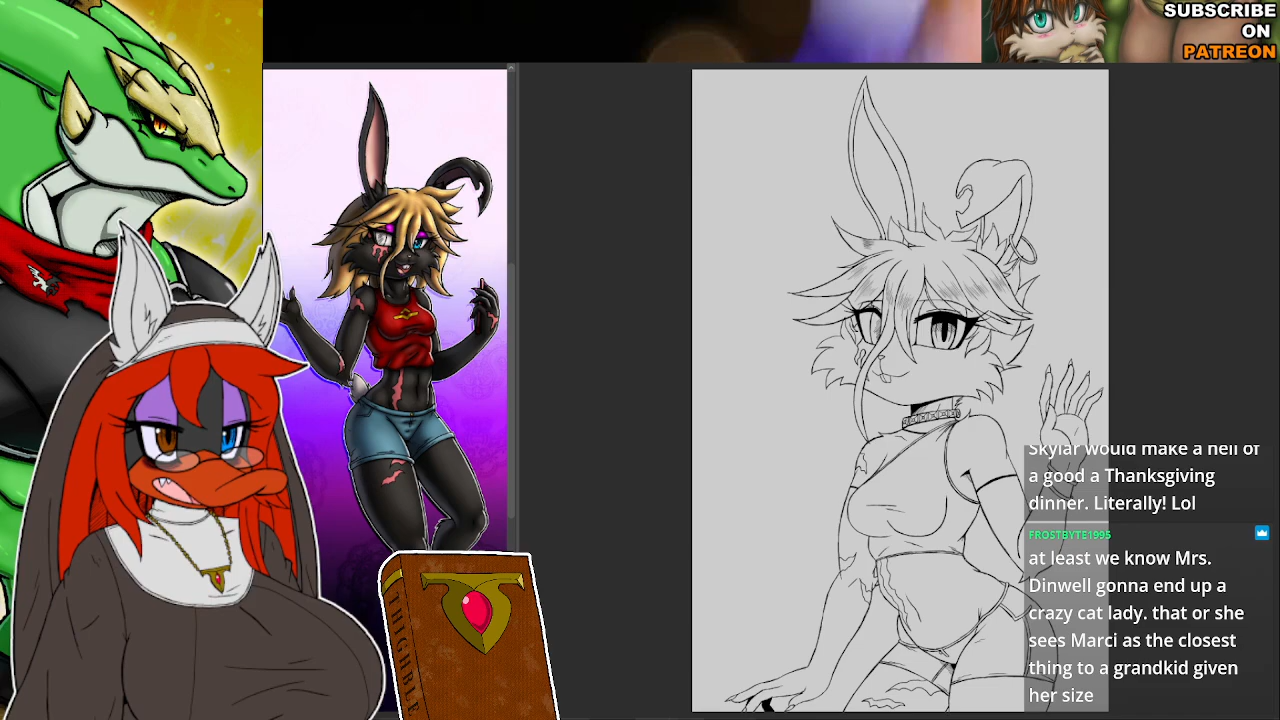 SUBSCRIBE
ON
PATREON
Skylar would make a hell of
a good a Thanksgiving
dinner. Literally! Lol
FROSTBYTE1995
at least we know Mrs.
Dinwell gonna end up a
crazy cat lady. that or she
sees Marci as the closest
thing to a grandkid given
her size
THIGHBLE